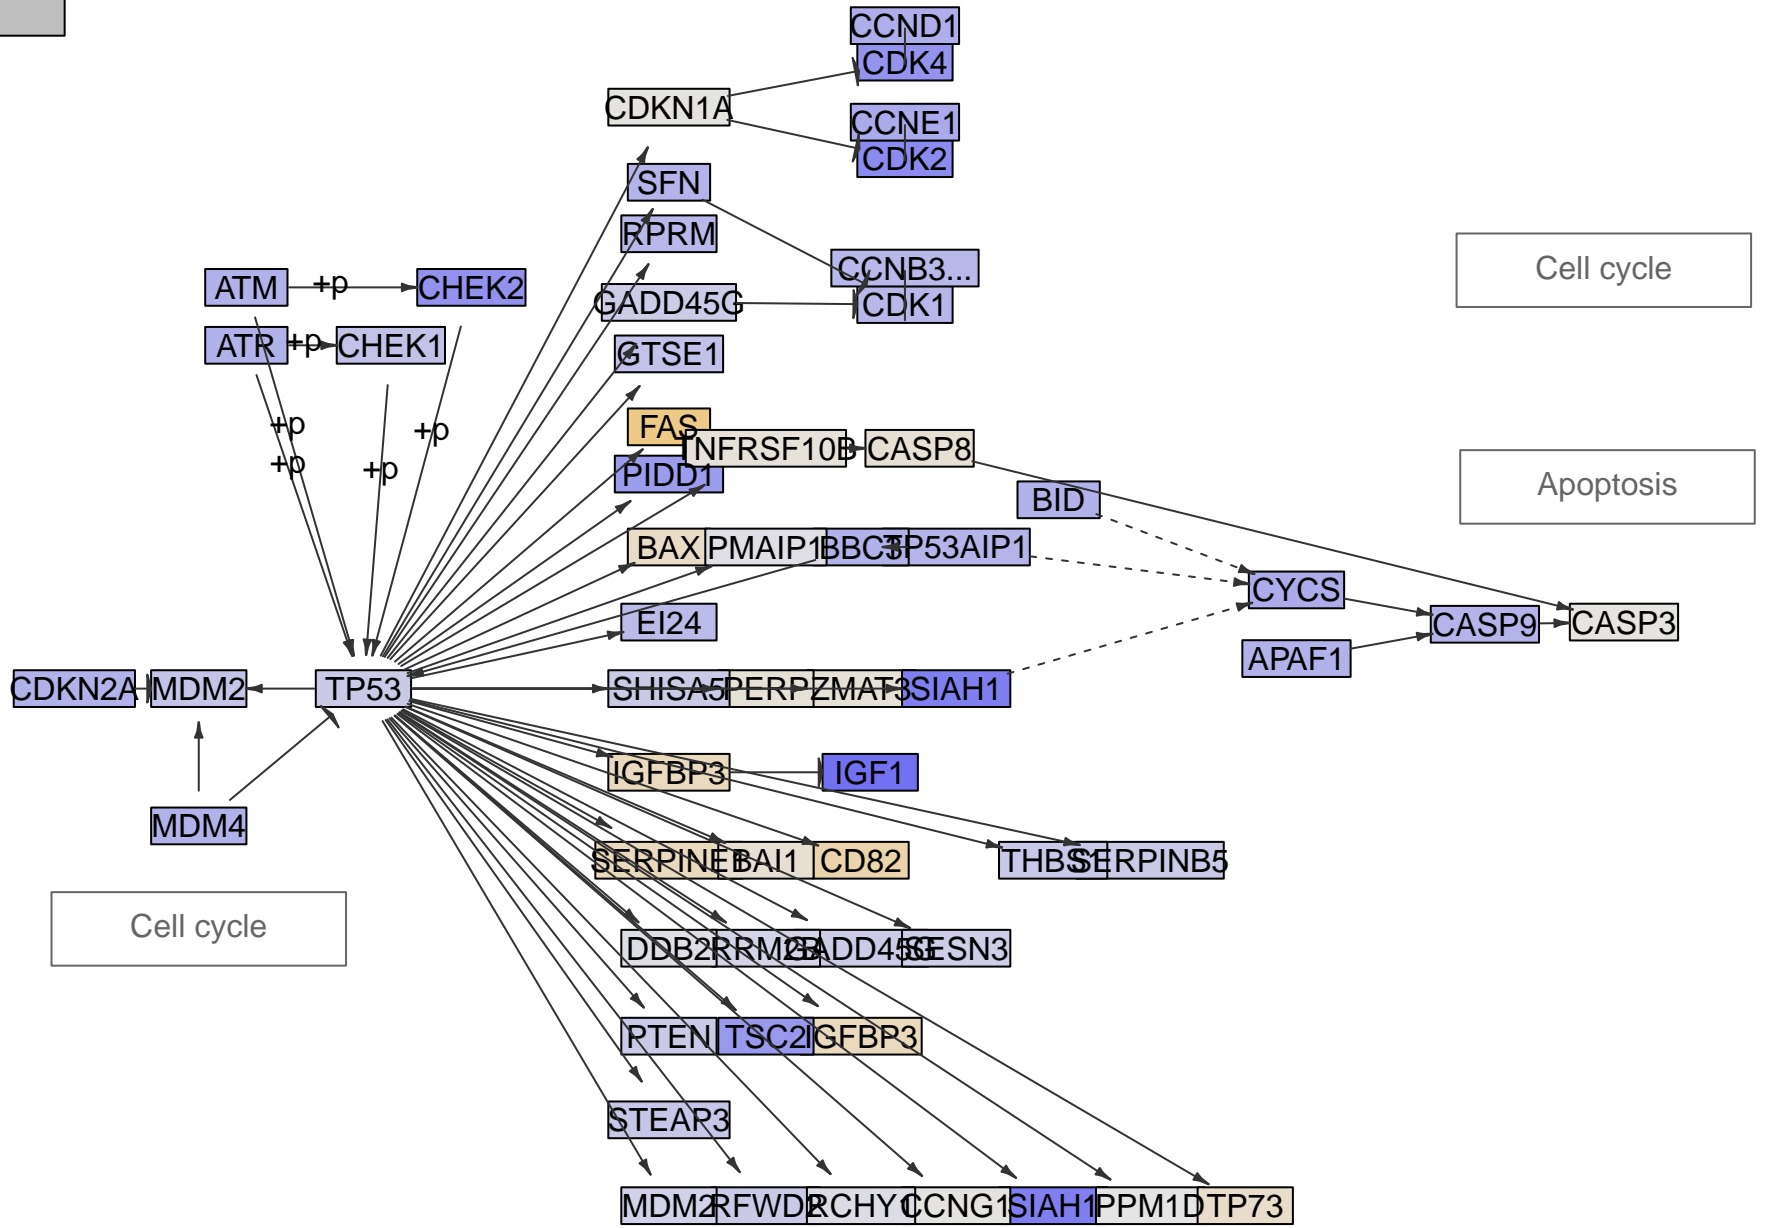 CCND1
CDK4
CDKN1A
CCNE1
CDK2
SFN
RPRM
CCNB3...
Cell cycle
ATM +p CHEK2
GADD45G
CDK1
ATR +p CHEK1
GTSE1
FAS
+p
+p
TNFRSF10B
CASP8
+p
+p
PIDD1
Apoptosis
BID
BAX
PMAIP1
BBC3
TP53AIP1
CYCS
EI24
CASP9
CASP3
APAF1
CDKN2A
MDM2
TP53
SHISA5
PERP
ZMAT3
SIAH1
IGFBP3
IGF1
MDM4
SERPINE1
BAI1
CD82
THBS1
SERPINB5
Cell cycle
DDB2
RRM2B
GADD45G
SESN3
PTEN
TSC2
IGFBP3
STEAP3
MDM2
RFWD2
RCHY1
CCNG1
SIAH1
PPM1D
TP73